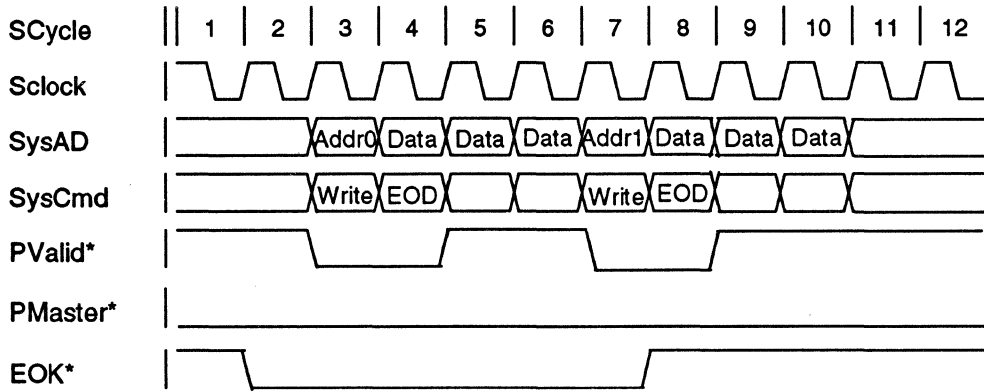 SCycle 1 2 3 4 5 6 7 8 9 10 11 12
Sclock
SysAD Addr0 Data Data Data Addr1 Data Data Data
SysCmd Write EOD Write EOD
PValid*
PMaster*
EOK*